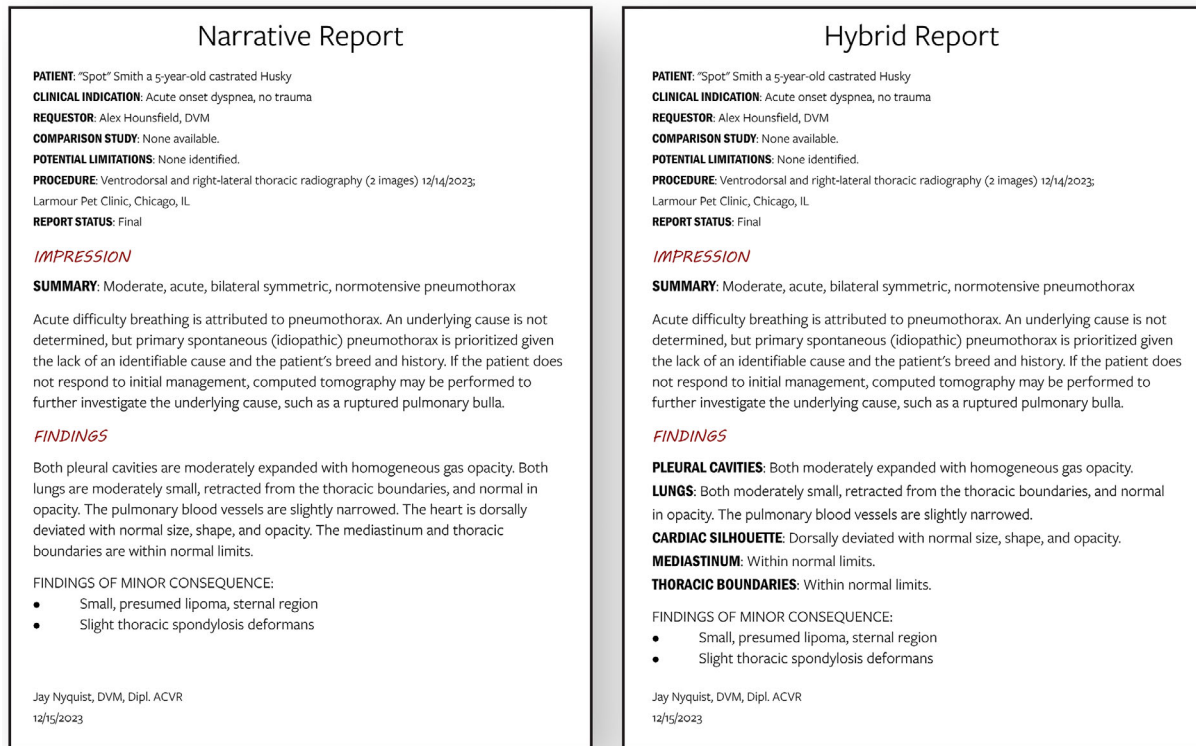 Narrative Report
PATIENT: "Spot" Smith a 5-year-old castrated Husky
CLINICAL INDICATION: Acute onset dyspnea, no trauma
REQUESTOR: Alex Hounsfield, DVM
COMPARISON STUDY: None available.
POTENTIAL LIMITATIONS: None identified.
PROCEDURE: Ventrodorsal and right-lateral thoracic radiography (2 images) 12/14/2023;
Larmour Pet Clinic, Chicago, IL
REPORT STATUS: Final
IMPRESSION
SUMMARY: Moderate, acute, bilateral symmetric, normotensive pneumothorax
Acute difficulty breathing is attributed to pneumothorax. An underlying cause is not
determined, but primary spontaneous (idiopathic) pneumothorax is prioritized given
the lack of an identifiable cause and the patient's breed and history. If the patient does
not respond to initial management, computed tomography may be performed to
further investigate the underlying cause, such as a ruptured pulmonary bulla.
FINDINGS
Both pleural cavities are moderately expanded with homogeneous gas opacity. Both
lungs are moderately small, retracted from the thoracic boundaries, and normal in
opacity. The pulmonary blood vessels are slightly narrowed. The heart is dorsally
deviated with normal size, shape, and opacity. The mediastinum and thoracic
boundaries are within normal limits.
FINDINGS OF MINOR CONSEQUENCE:
• Small, presumed lipoma, sternal region
• Slight thoracic spondylosis deformans
Jay Nyquist, DVM, Dipl. ACVR
12/15/2023
Hybrid Report
PATIENT: "Spot" Smith a 5-year-old castrated Husky
CLINICAL INDICATION: Acute onset dyspnea, no trauma
REQUESTOR: Alex Hounsfield, DVM
COMPARISON STUDY: None available.
POTENTIAL LIMITATIONS: None identified.
PROCEDURE: Ventrodorsal and right-lateral thoracic radiography (2 images) 12/14/2023;
Larmour Pet Clinic, Chicago, IL
REPORT STATUS: Final
IMPRESSION
SUMMARY: Moderate, acute, bilateral symmetric, normotensive pneumothorax
Acute difficulty breathing is attributed to pneumothorax. An underlying cause is not
determined, but primary spontaneous (idiopathic) pneumothorax is prioritized given
the lack of an identifiable cause and the patient's breed and history. If the patient does
not respond to initial management, computed tomography may be performed to
further investigate the underlying cause, such as a ruptured pulmonary bulla.
FINDINGS
PLEURAL CAVITIES: Both moderately expanded with homogeneous gas opacity.
LUNGS: Both moderately small, retracted from the thoracic boundaries, and normal
in opacity. The pulmonary blood vessels are slightly narrowed.
CARDIAC SILHOUETTE: Dorsally deviated with normal size, shape, and opacity.
MEDIASTINUM: Within normal limits.
THORACIC BOUNDARIES: Within normal limits.
FINDINGS OF MINOR CONSEQUENCE:
• Small, presumed lipoma, sternal region
• Slight thoracic spondylosis deformans
Jay Nyquist, DVM, Dipl. ACVR
12/15/2023